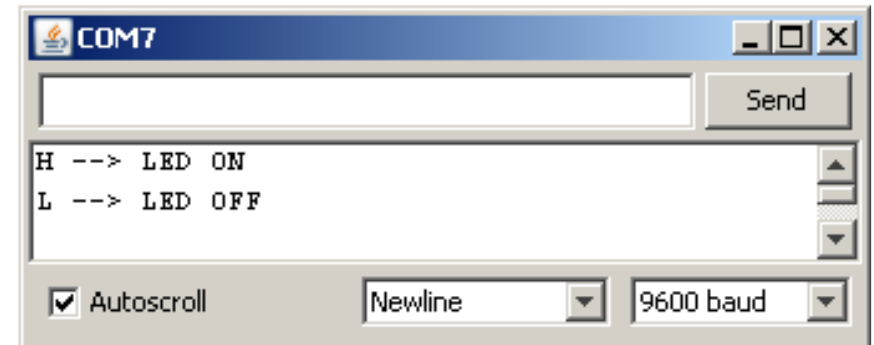 COM7
Send
H --> LED ON
L --> LED OFF
Autoscroll
Newline
9600 baud